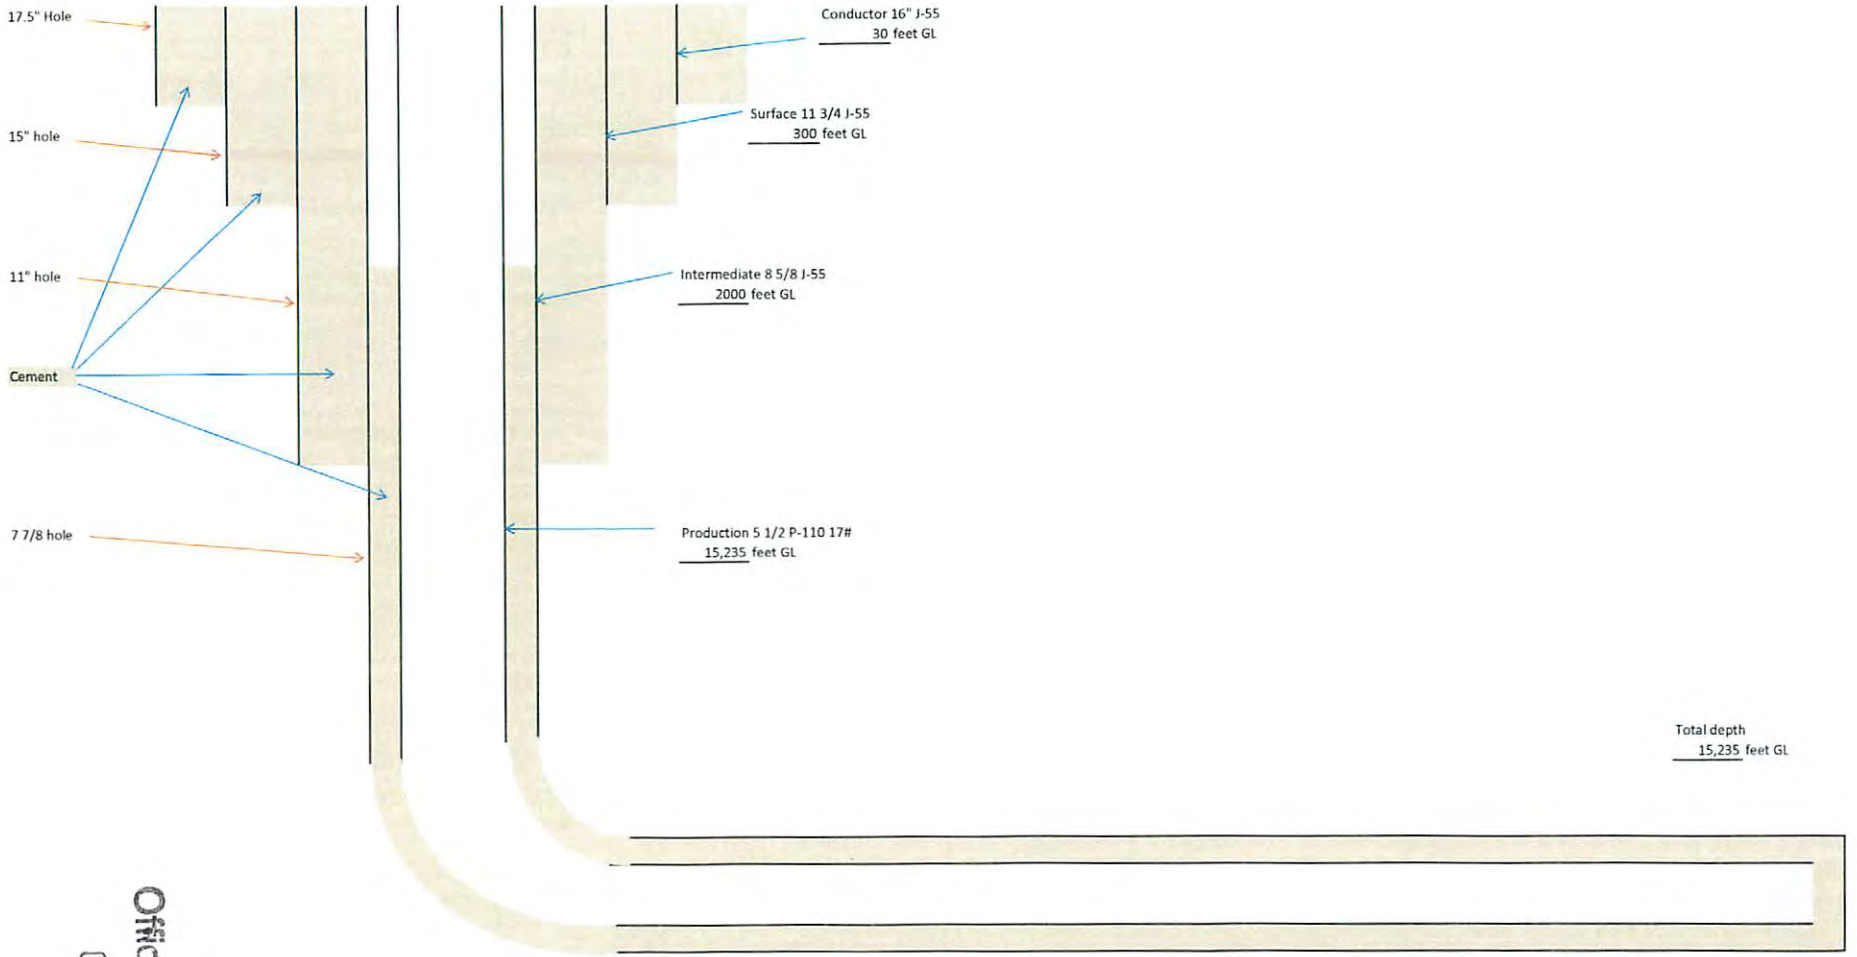 17.5" Hole
Conductor 16" J-55
30 feet GL
Surface 11 3/4 J-55
300 feet GL
15" hole
Intermediate 8 5/8 J-55
2000 feet GL
11" hole
Cement
Production 5 1/2 P-110 17#
15,235 feet GL
7 7/8 hole
Total depth
15,235 feet GL